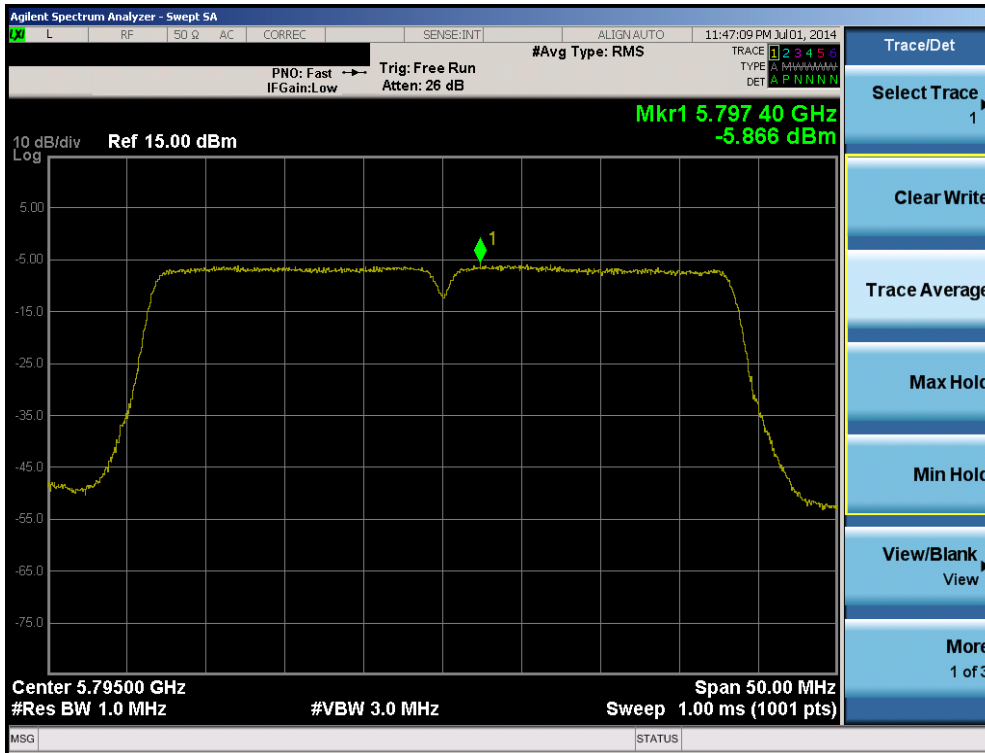 Agilent Spectrum Analyzer - Swept SA
LXI L RF 50 Ω AC CORREC SENSE:INT ALIGN AUTO 11:47:09 PM Jul 01, 2014
#Avg Type: RMS TRACE 1 2 3 4 5 6
PNO: Fast Trig: Free Run TYPE A M W W W W W
IFGain:Low Atten: 26 dB DET A P N N N N
Mkr1 5.797 40 GHz
-5.866 dBm
10 dB/div Ref 15.00 dBm
Log
5.00
1
-5.00
-15.0
-25.0
-35.0
-45.0
-55.0
-65.0
-75.0
Center 5.79500 GHz Span 50.00 MHz
#Res BW 1.0 MHz #VBW 3.0 MHz Sweep 1.00 ms (1001 pts)
MSG STATUS
Trace/Det
Select Trace
1
Clear Write
Trace Average
Max Hold
Min Hold
View/Blank
View
More
1 of 3